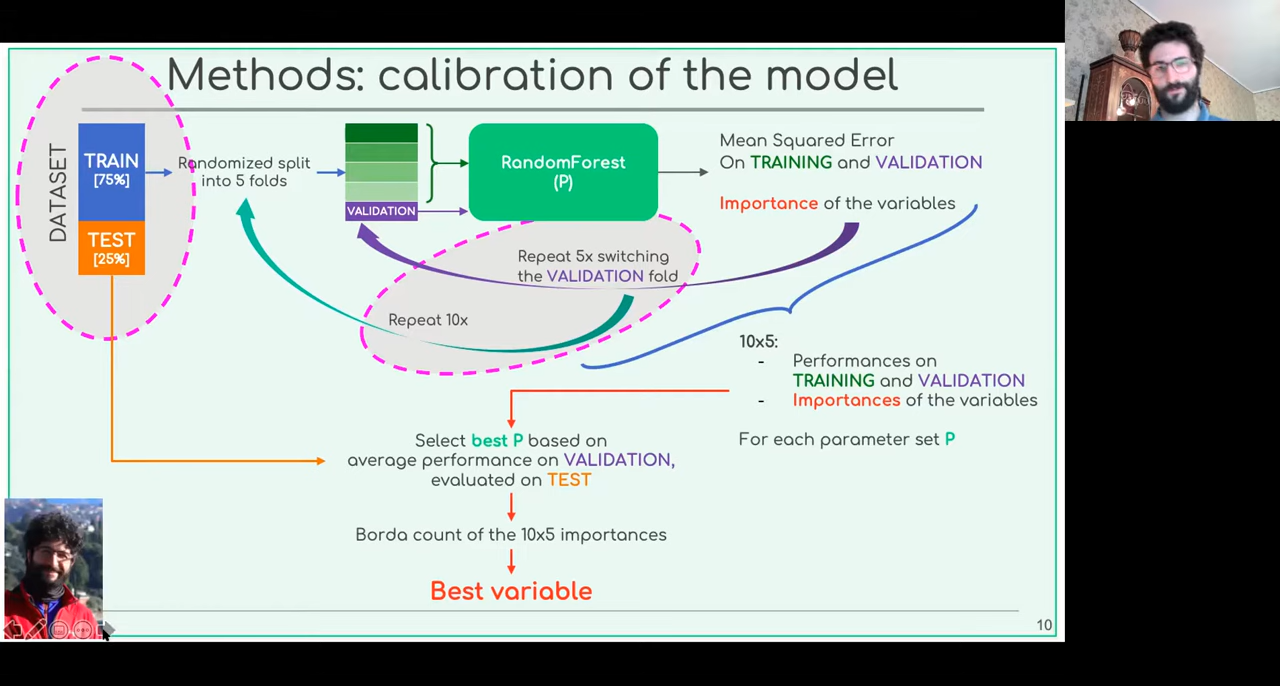 Methods: calibration of the model
DATASET
TRAIN
[75%]
TEST
[25%]
Randomized split
into 5 folds
VALIDATION
RandomForest
(P)
Mean Squared Error
On TRAINING and VALIDATION
Importance of the variables
Repeat 5x switching
the VALIDATION fold
Repeat 10x
10x5:
- Performances on
TRAINING and VALIDATION
- Importances of the variables
For each parameter set P
Select best P based on
average performance on VALIDATION,
evaluated on TEST
Borda count of the 10x5 importances
Best variable
10